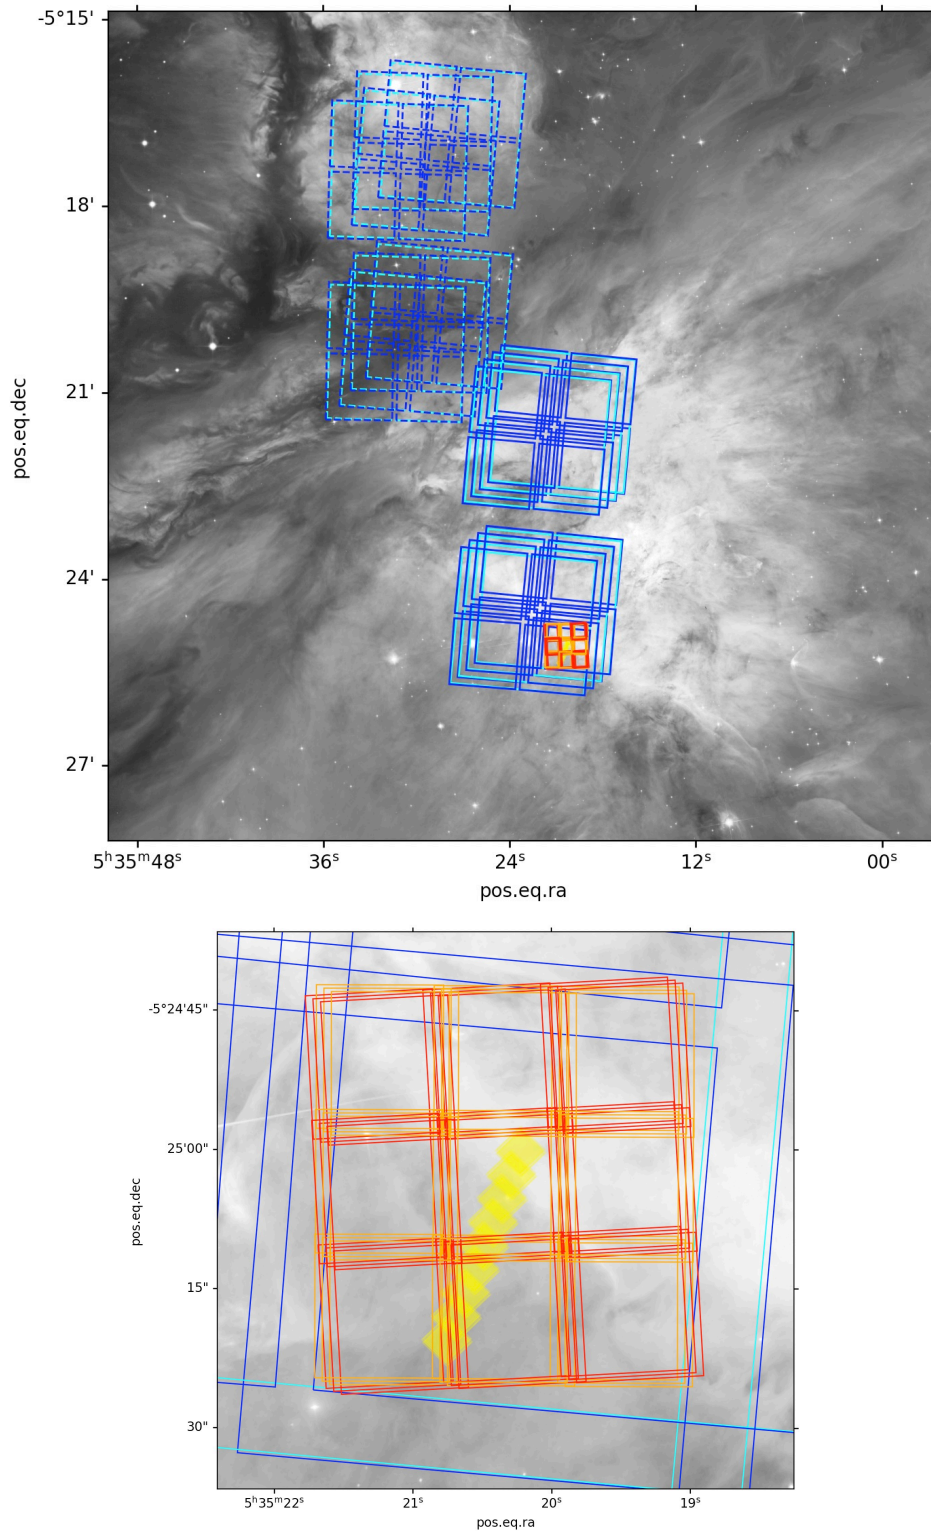 -5°15'
18'
21'
24'
27'
pos.eq.dec
5ʰ35ᵐ48ˢ 36ˢ 24ˢ 12ˢ 00ˢ
pos.eq.ra
-5°24'45"
25'00"
15"
30"
pos.eq.dec
5ʰ35ᵐ22ˢ 21ˢ 20ˢ 19ˢ
pos.eq.ra